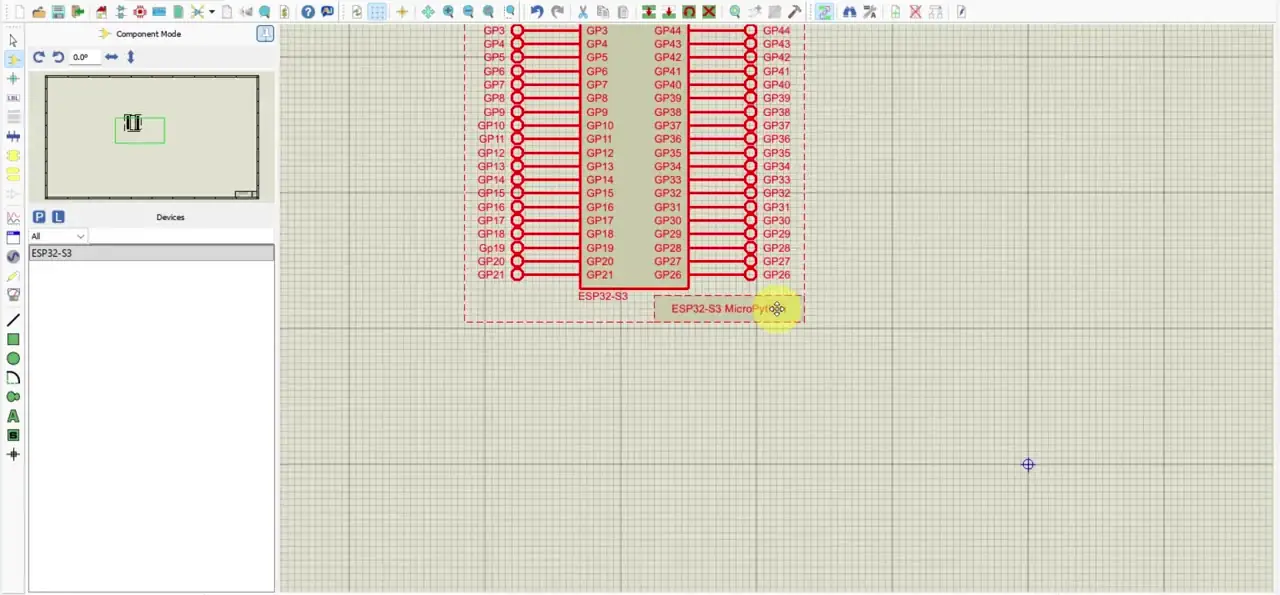 Component Mode
0.0°
LBL
P L Devices
All
ESP32-S3
GP3 GP3 GP44 GP44
GP4 GP4 GP43 GP43
GP5 GP5 GP42 GP42
GP6 GP6 GP41 GP41
GP7 GP7 GP40 GP40
GP8 GP8 GP39 GP39
GP9 GP9 GP38 GP38
GP10 GP10 GP37 GP37
GP11 GP11 GP36 GP36
GP12 GP12 GP35 GP35
GP13 GP13 GP34 GP34
GP14 GP14 GP33 GP33
GP15 GP15 GP32 GP32
GP16 GP16 GP31 GP31
GP17 GP17 GP30 GP30
GP18 GP18 GP29 GP29
Gp19 GP19 GP28 GP28
GP20 GP20 GP27 GP27
GP21 GP21 GP26 GP26
ESP32-S3
ESP32-S3 MicroPython
A
S